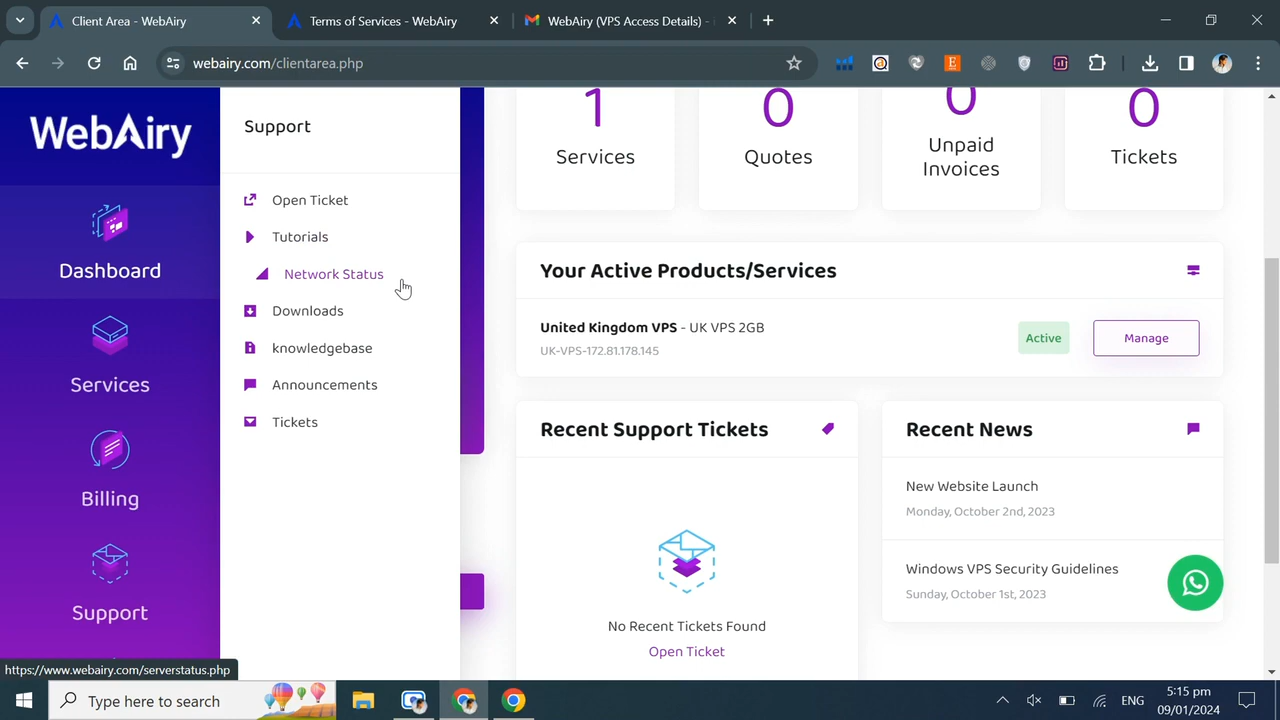 Client Area - WebAiry
Terms of Services - WebAiry
WebAiry (VPS Access Details) -
webairy.com/clientarea.php
WebAiry
Dashboard
Services
Billing
Support
Support
Open Ticket
Tutorials
Network Status
Downloads
knowledgebase
Announcements
Tickets
1
Services
0
Quotes
0
Unpaid
Invoices
0
Tickets
Your Active Products/Services
United Kingdom VPS - UK VPS 2GB
UK-VPS-172.81.178.145
Active
Manage
Recent Support Tickets
No Recent Tickets Found
Open Ticket
Recent News
New Website Launch
Monday, October 2nd, 2023
Windows VPS Security Guidelines
Sunday, October 1st, 2023
https://www.webairy.com/serverstatus.php
Type here to search
ENG
5:15 pm
09/01/2024